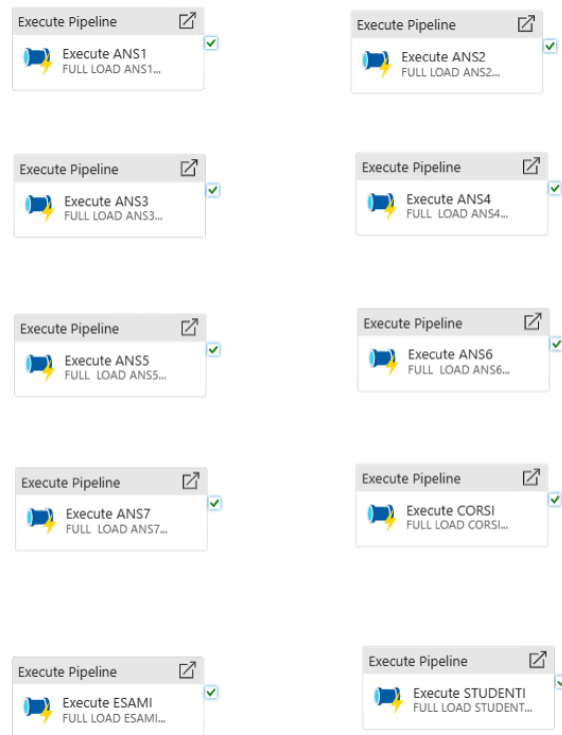 Execute Pipeline
Execute ANS1
FULL LOAD ANS1...
Execute Pipeline
Execute ANS2
FULL LOAD ANS2...
Execute Pipeline
Execute ANS3
FULL LOAD ANS3...
Execute Pipeline
Execute ANS4
FULL LOAD ANS4...
Execute Pipeline
Execute ANS5
FULL LOAD ANS5...
Execute Pipeline
Execute ANS6
FULL LOAD ANS6...
Execute Pipeline
Execute ANS7
FULL LOAD ANS7...
Execute Pipeline
Execute CORSI
FULL LOAD CORSI...
Execute Pipeline
Execute ESAMI
FULL LOAD ESAMI...
Execute Pipeline
Execute STUDENTI
FULL LOAD STUDENT...